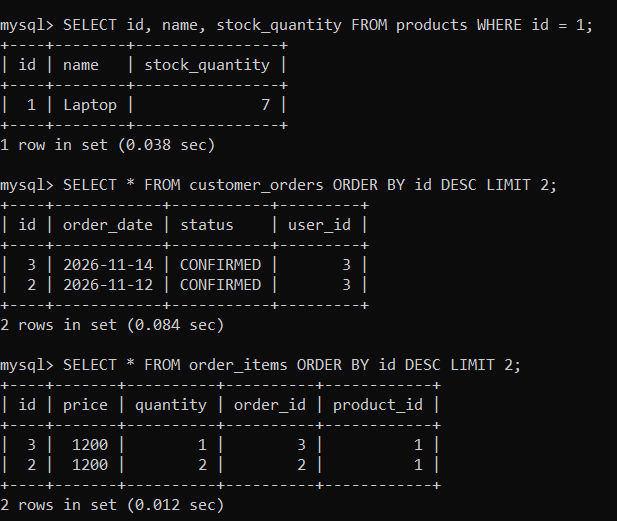 mysql> SELECT id, name, stock_quantity FROM products WHERE id = 1;
+----+--------+----------------+
| id | name   | stock_quantity |
+----+--------+----------------+
|  1 | Laptop |              7 |
+----+--------+----------------+
1 row in set (0.038 sec)

mysql> SELECT * FROM customer_orders ORDER BY id DESC LIMIT 2;
+----+------------+-----------+---------+
| id | order_date | status    | user_id |
+----+------------+-----------+---------+
|  3 | 2026-11-14 | CONFIRMED |       3 |
|  2 | 2026-11-12 | CONFIRMED |       3 |
+----+------------+-----------+---------+
2 rows in set (0.084 sec)

mysql> SELECT * FROM order_items ORDER BY id DESC LIMIT 2;
+----+-------+----------+----------+------------+
| id | price | quantity | order_id | product_id |
+----+-------+----------+----------+------------+
|  3 |  1200 |        1 |        3 |          1 |
|  2 |  1200 |        2 |        2 |          1 |
+----+-------+----------+----------+------------+
2 rows in set (0.012 sec)